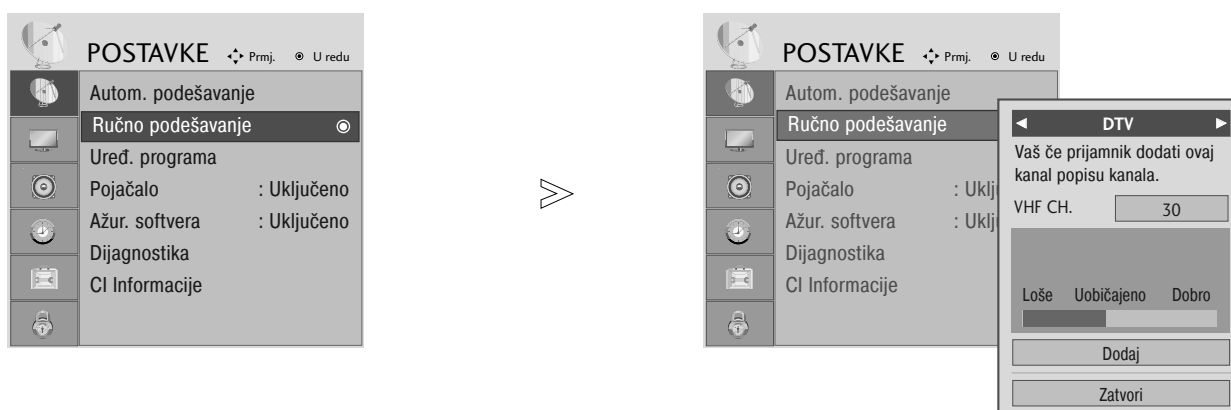 POSTAVKE Prmj. U redu
Autom. podešavanje
Ručno podešavanje
Uređ. programa
Pojačalo : Uključeno
Ažur. softvera : Uključeno
Dijagnostika
CI Informacije
POSTAVKE Prmj. U redu
Autom. podešavanje
Ručno podešavanje
Uređ. programa
Pojačalo : Uklj
Ažur. softvera : Uklj
Dijagnostika
CI Informacije
DTV
Vaš če prijamnik dodati ovaj
kanal popisu kanala.
VHF CH. 30
Loše Uobičajeno Dobro
Dodaj
Zatvori